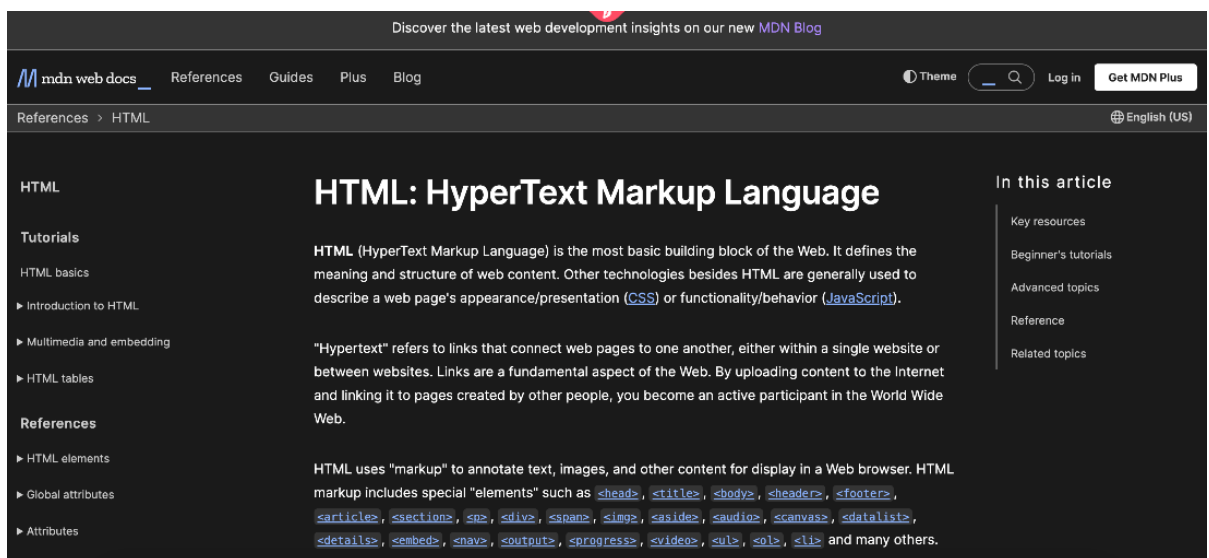 Discover the latest web development insights on our new MDN Blog
mdn web docs_ References Guides Plus Blog Theme _ Log in Get MDN Plus
References > HTML English (US)
HTML
Tutorials
HTML basics
Introduction to HTML
Multimedia and embedding
HTML tables
References
HTML elements
Global attributes
Attributes
HTML: HyperText Markup Language
HTML (HyperText Markup Language) is the most basic building block of the Web. It defines the
meaning and structure of web content. Other technologies besides HTML are generally used to
describe a web page's appearance/presentation (CSS) or functionality/behavior (JavaScript).
"Hypertext" refers to links that connect web pages to one another, either within a single website or
between websites. Links are a fundamental aspect of the Web. By uploading content to the Internet
and linking it to pages created by other people, you become an active participant in the World Wide
Web.
HTML uses "markup" to annotate text, images, and other content for display in a Web browser. HTML
markup includes special "elements" such as <head>, <title>, <body>, <header>, <footer>,
<article>, <section>, <p>, <div>, <span>, <img>, <aside>, <audio>, <canvas>, <datalist>,
<details>, <embed>, <nav>, <output>, <progress>, <video>, <ul>, <ol>, <li> and many others.
In this article
Key resources
Beginner's tutorials
Advanced topics
Reference
Related topics